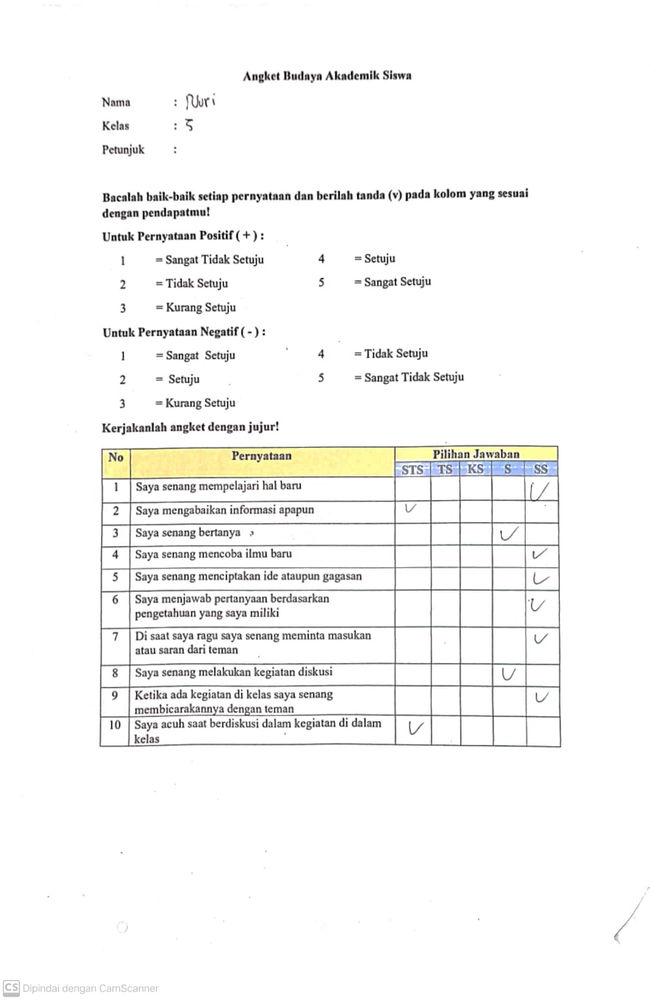 Angket Budaya Akademik Siswa
Nama : Nuri
Kelas : 5
Petunjuk :
Bacalah baik-baik setiap pernyataan dan berilah tanda (v) pada kolom yang sesuai
dengan pendapatmu!
Untuk Pernyataan Positif ( + ) :
1 = Sangat Tidak Setuju 4 = Setuju
2 = Tidak Setuju 5 = Sangat Setuju
3 = Kurang Setuju
Untuk Pernyataan Negatif ( - ) :
1 = Sangat Setuju 4 = Tidak Setuju
2 = Setuju 5 = Sangat Tidak Setuju
3 = Kurang Setuju
Kerjakanlah angket dengan jujur!
No Pernyataan Pilihan Jawaban
STS TS KS S SS
1 Saya senang mempelajari hal baru V
2 Saya mengabaikan informasi apapun V
3 Saya senang bertanya V
4 Saya senang mencoba ilmu baru V
5 Saya senang menciptakan ide ataupun gagasan V
6 Saya menjawab pertanyaan berdasarkan V
pengetahuan yang saya miliki
7 Di saat saya ragu saya senang meminta masukan V
atau saran dari teman
8 Saya senang melakukan kegiatan diskusi V
9 Ketika ada kegiatan di kelas saya senang V
membicarakannya dengan teman
10 Saya acuh saat berdiskusi dalam kegiatan di dalam V
kelas
CS Dipindai dengan CamScanner